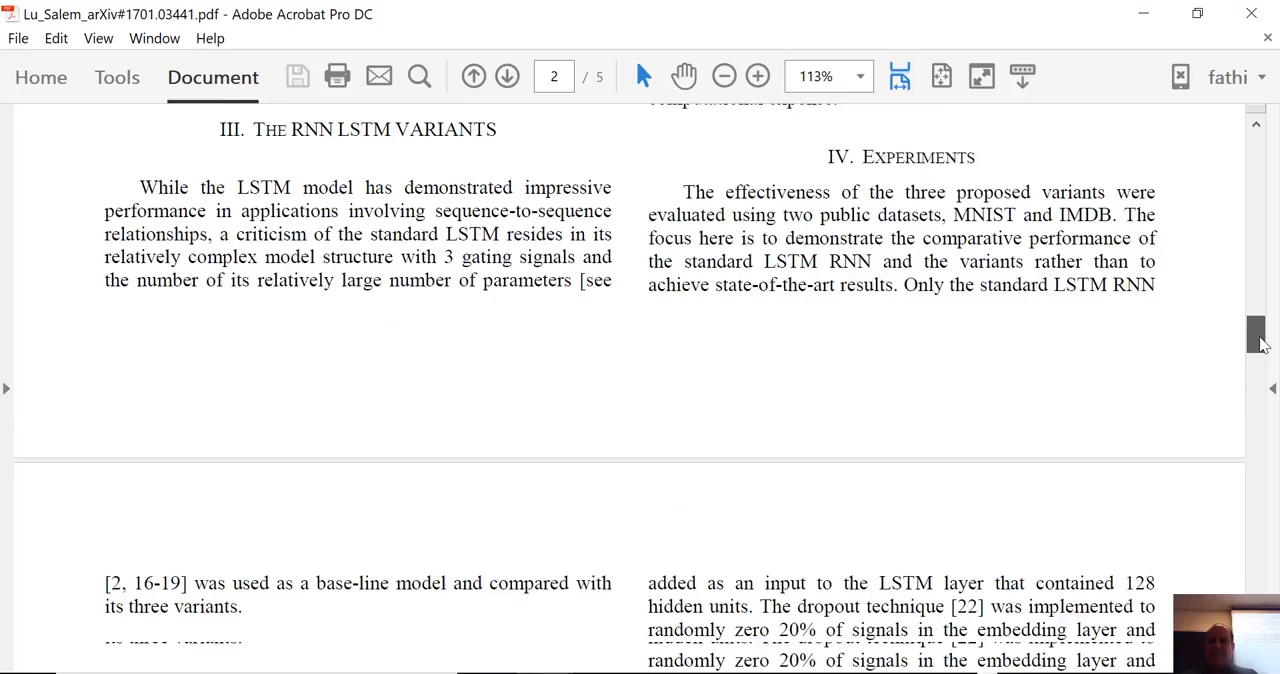 Lu_Salem_arXiv#1701.03441.pdf - Adobe Acrobat Pro DC
File Edit View Window Help
Home Tools Document 2 / 5 113% fathi
III. THE RNN LSTM VARIANTS
While the LSTM model has demonstrated impressive
performance in applications involving sequence-to-sequence
relationships, a criticism of the standard LSTM resides in its
relatively complex model structure with 3 gating signals and
the number of its relatively large number of parameters [see
IV. EXPERIMENTS
The effectiveness of the three proposed variants were
evaluated using two public datasets, MNIST and IMDB. The
focus here is to demonstrate the comparative performance of
the standard LSTM RNN and the variants rather than to
achieve state-of-the-art results. Only the standard LSTM RNN
[2, 16-19] was used as a base-line model and compared with
its three variants.
its three variants.
added as an input to the LSTM layer that contained 128
hidden units. The dropout technique [22] was implemented to
randomly zero 20% of signals in the embedding layer and
randomly zero 20% of signals in the embedding layer and